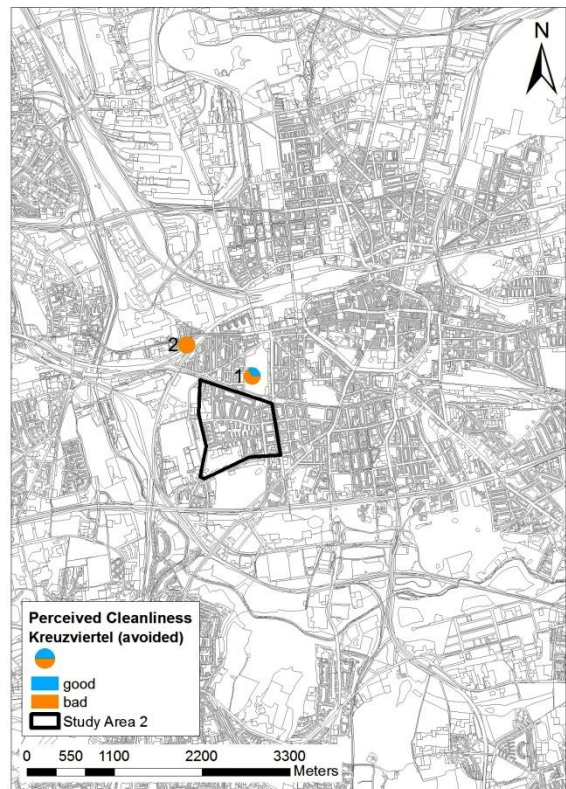 N
2
1
Perceived Cleanliness
Kreuzviertel (avoided)
good
bad
Study Area 2
0 550 1100 2200 3300
Meters